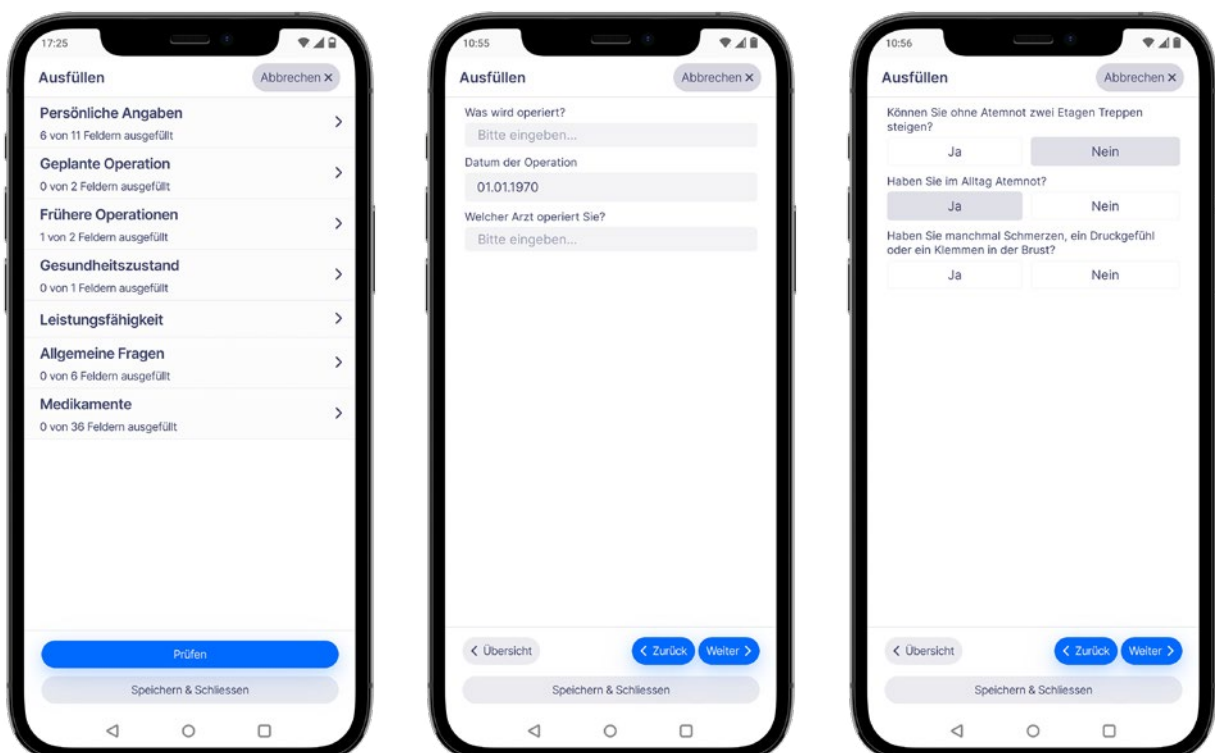 17:25
Ausfüllen
Abbrechen ×
Persönliche Angaben
6 von 11 Feldern ausgefüllt
Geplante Operation
0 von 2 Feldern ausgefüllt
Frühere Operationen
1 von 2 Feldern ausgefüllt
Gesundheitszustand
0 von 1 Feldern ausgefüllt
Leistungsfähigkeit
Allgemeine Fragen
0 von 6 Feldern ausgefüllt
Medikamente
0 von 36 Feldern ausgefüllt
Prüfen
Speichern & Schliessen
10:55
Ausfüllen
Abbrechen ×
Was wird operiert?
Bitte eingeben...
Datum der Operation
01.01.1970
Welcher Arzt operiert Sie?
Bitte eingeben...
< Übersicht
< Zurück
Weiter >
Speichern & Schliessen
10:56
Ausfüllen
Abbrechen ×
Können Sie ohne Atemnot zwei Etagen Treppen
steigen?
Ja
Nein
Haben Sie im Alltag Atemnot?
Ja
Nein
Haben Sie manchmal Schmerzen, ein Druckgefühl
oder ein Klemmen in der Brust?
Ja
Nein
< Übersicht
< Zurück
Weiter >
Speichern & Schliessen